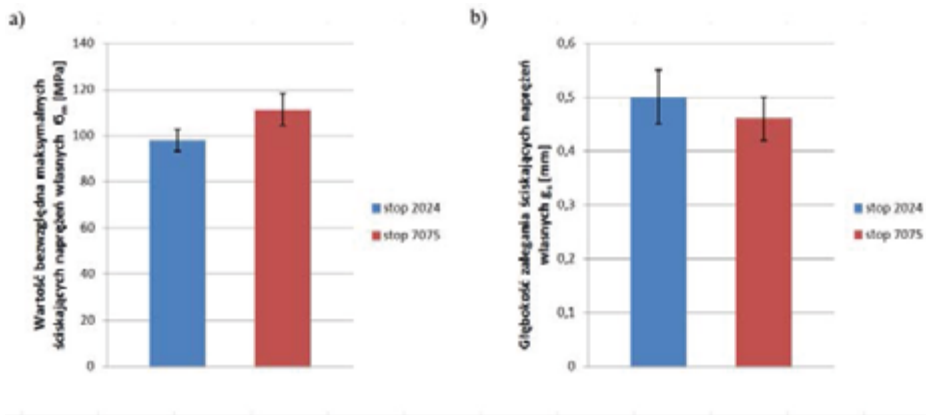 a)
Wartość bezwzględna maksymalnych
ściskających naprężeń własnych σm [MPa]
140
120
100
80
60
40
20
0
stop 2024
stop 7075
b)
Głębokość zalegania ściskających naprężeń
własnych g [mm]
0,6
0,5
0,4
0,3
0,2
0,1
0
stop 2024
stop 7075